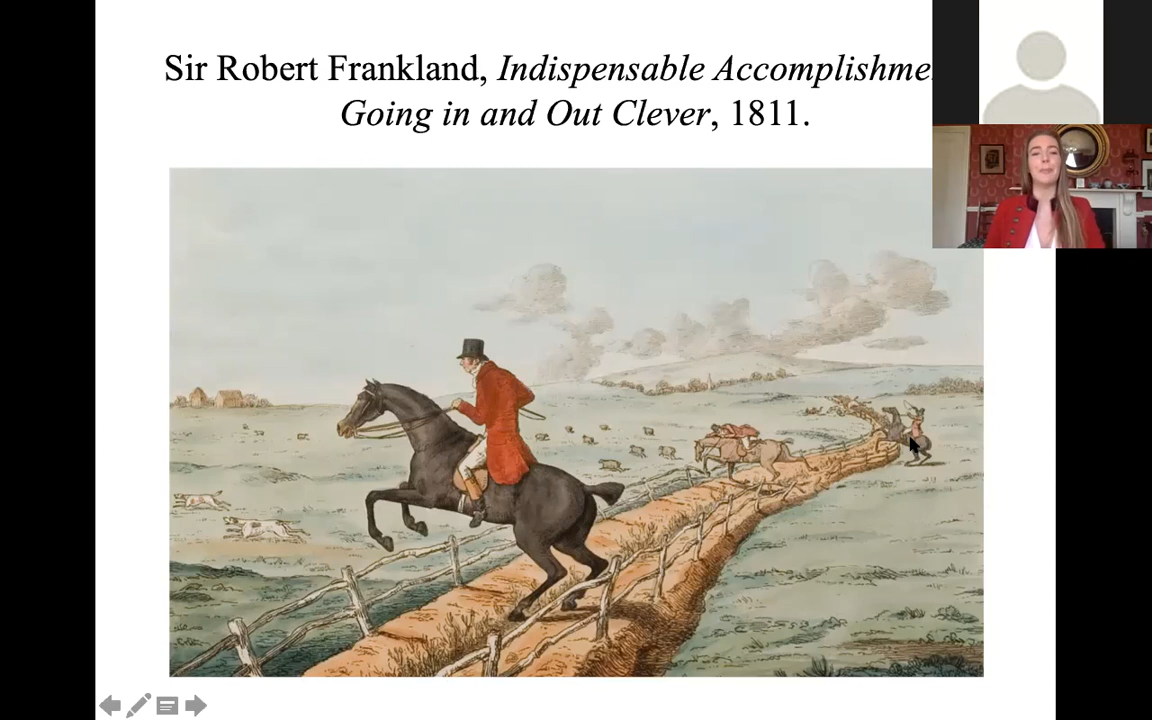 Sir Robert Frankland, Indispensable Accomplishme
Going in and Out Clever, 1811.